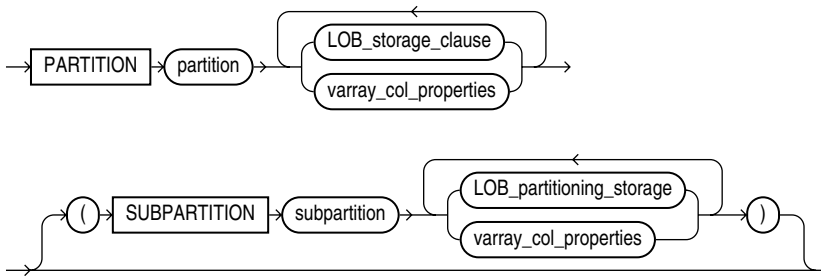 LOB_storage_clause
PARTITION partition
varray_col_properties
LOB_partitioning_storage
( SUBPARTITION subpartition )
varray_col_properties